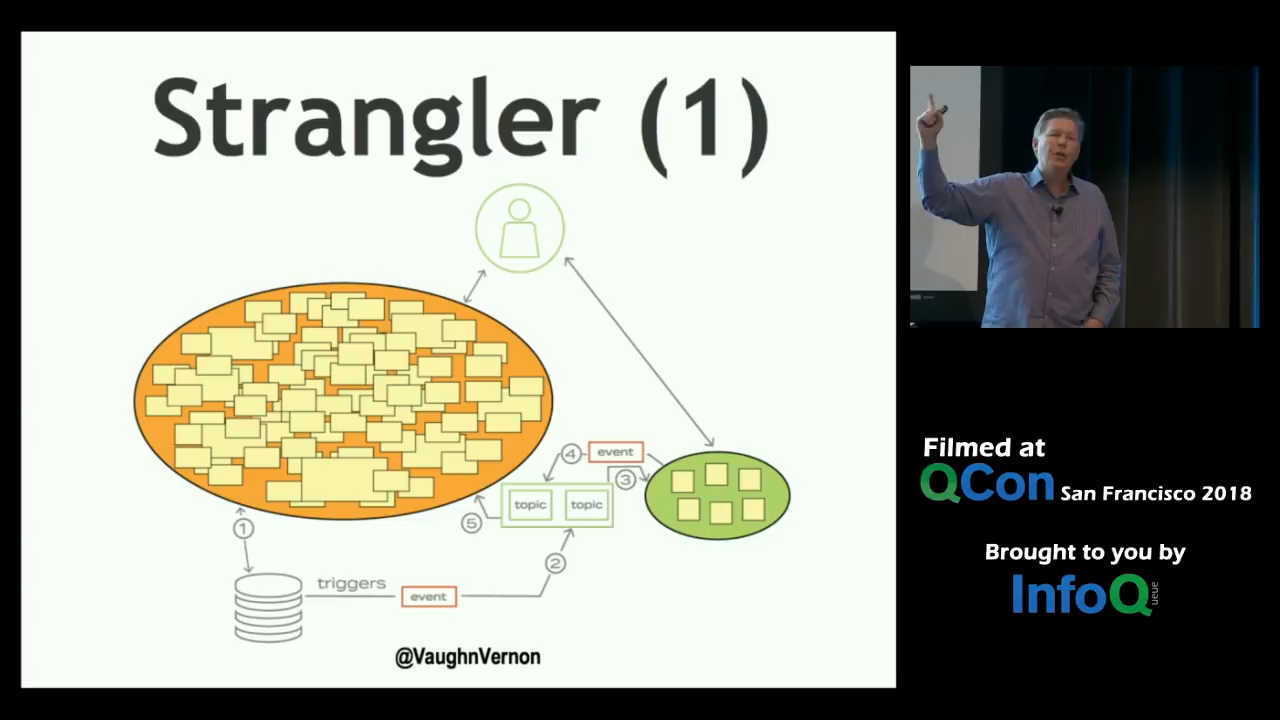 Strangler (1)
4
event
3
topic
topic
5
1
2
triggers
event
@VaughnVernon
Filmed at
QCon San Francisco 2018
Brought to you by
InfoQ
ueue